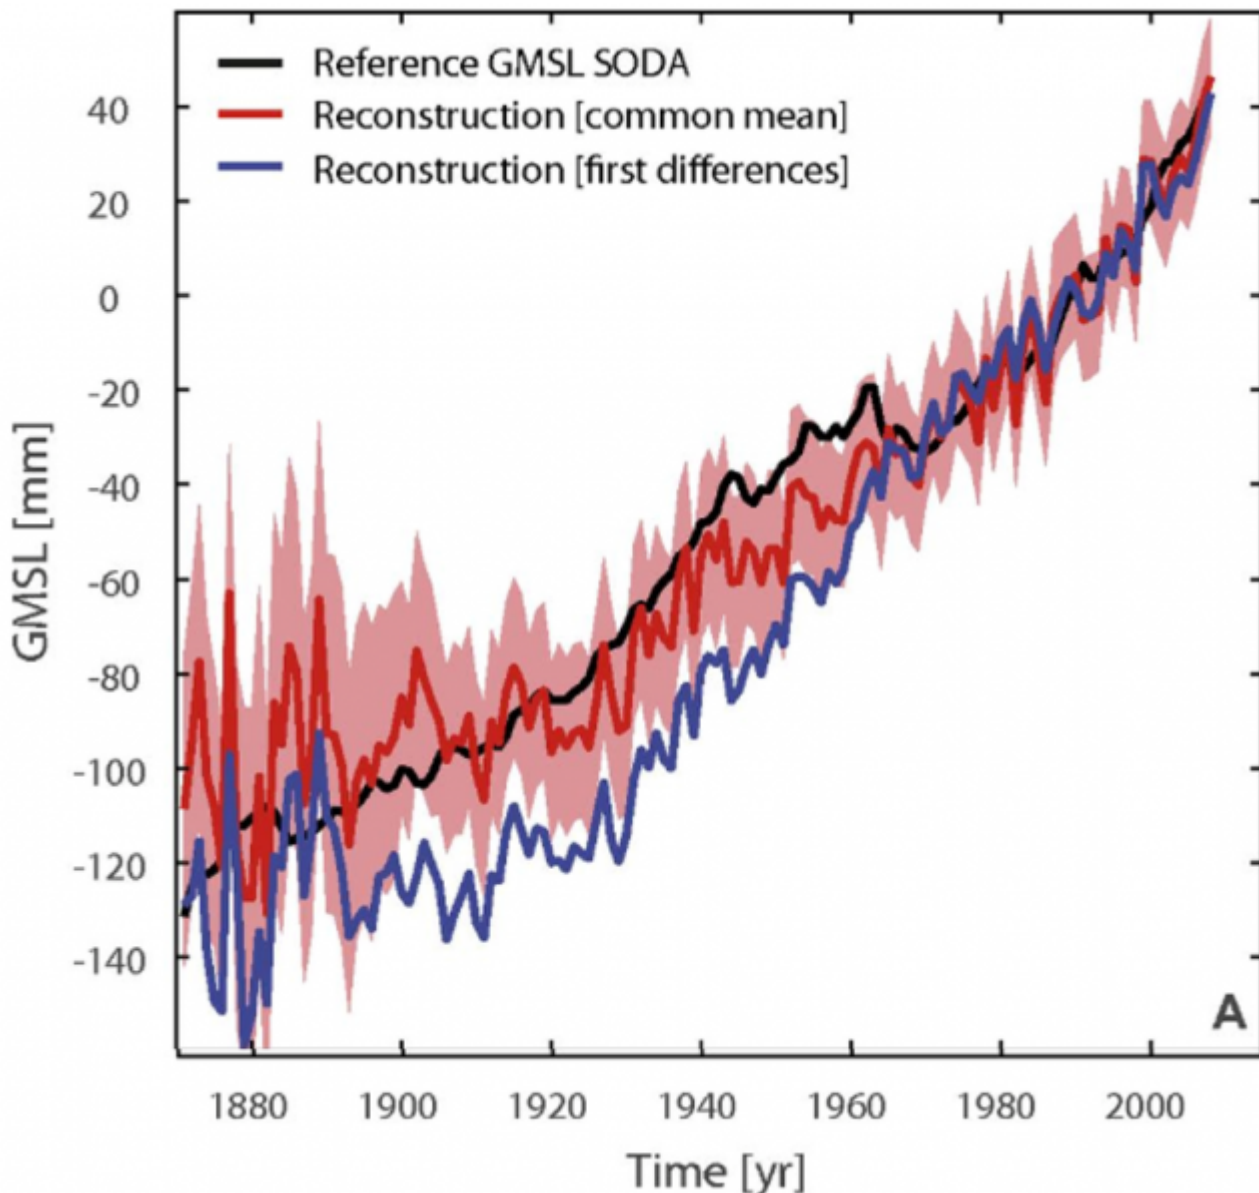 Reference GMSL SODA
Reconstruction [common mean]
Reconstruction [first differences]
40
20
0
-20
-40
-60
-80
-100
-120
-140
GMSL [mm]
A
1880 1900 1920 1940 1960 1980 2000
Time [yr]